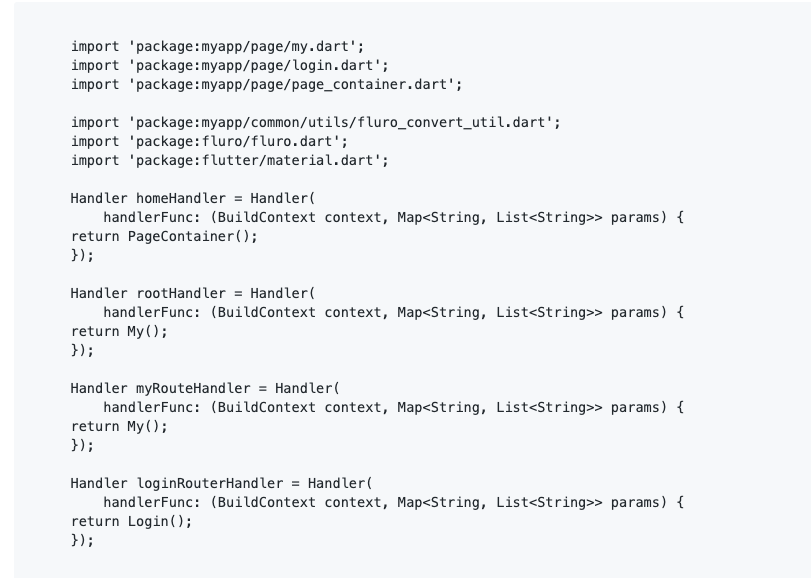 import 'package:myapp/page/my.dart';
import 'package:myapp/page/login.dart';
import 'package:myapp/page/page_container.dart';

import 'package:myapp/common/utils/fluro_convert_util.dart';
import 'package:fluro/fluro.dart';
import 'package:flutter/material.dart';

Handler homeHandler = Handler(
    handlerFunc: (BuildContext context, Map<String, List<String>> params) {
return PageContainer();
});

Handler rootHandler = Handler(
    handlerFunc: (BuildContext context, Map<String, List<String>> params) {
return My();
});

Handler myRouteHandler = Handler(
    handlerFunc: (BuildContext context, Map<String, List<String>> params) {
return My();
});

Handler loginRouterHandler = Handler(
    handlerFunc: (BuildContext context, Map<String, List<String>> params) {
return Login();
});